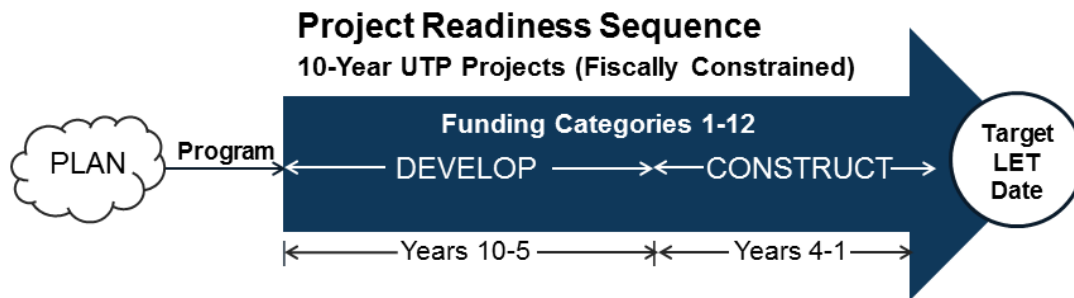 Project Readiness Sequence
10-Year UTP Projects (Fiscally Constrained)
Funding Categories 1-12
PLAN
Program
DEVELOP
CONSTRUCT
Target
LET
Date
Years 10-5
Years 4-1